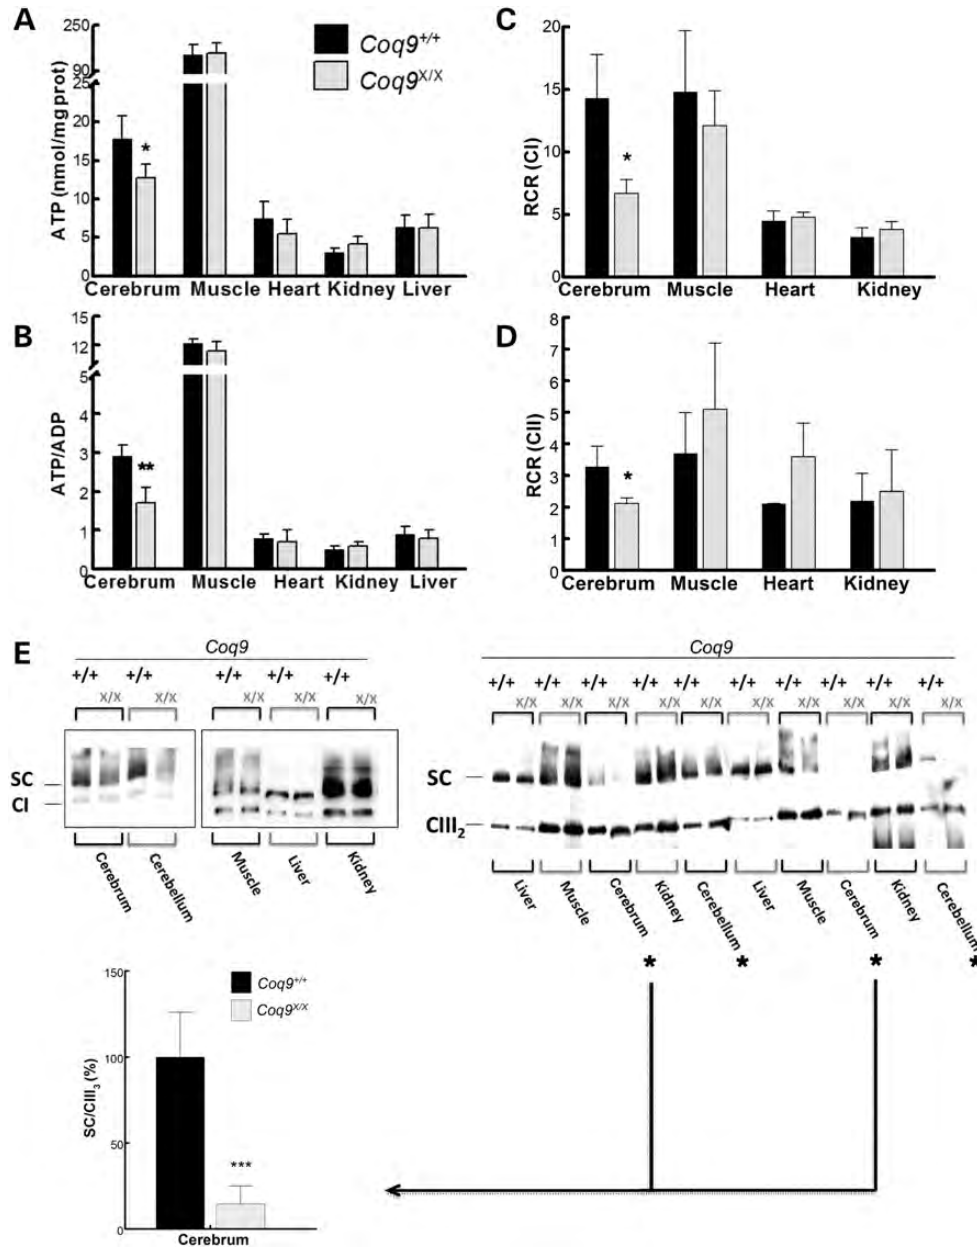 A
ATP (nmol/mgprot)
250
90
25
20
15
10
5
0
*
Coq9+/+
Coq9X/X
Cerebrum Muscle Heart Kidney Liver
B
ATP/ADP
15
12
5
4
3
2
1
0
**
Cerebrum Muscle Heart Kidney Liver
C
RCR (CI)
20
15
10
5
0
*
Cerebrum Muscle Heart Kidney
D
RCR (CII)
8
7
6
5
4
3
2
1
0
*
Cerebrum Muscle Heart Kidney
E
Coq9
+/+ +/+ +/+ +/+ +/+
X/X X/X X/X X/X X/X
SC
CI
Cerebrum Cerebellum Muscle Liver Kidney
Coq9
+/+ +/+ +/+ +/+ +/+ +/+ +/+ +/+ +/+ +/+
X/X X/X X/X X/X X/X X/X X/X X/X X/X X/X
SC
CIII2
Liver Muscle Cerebrum Kidney Cerebellum Liver Muscle Cerebrum Kidney Cerebellum
* * * *
SC/CIII3 (%)
150
100
50
0
Coq9+/+
Coq9X/X
***
Cerebrum